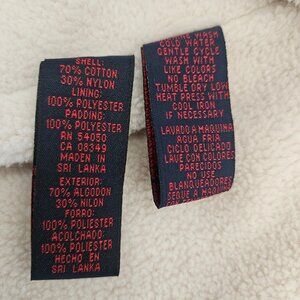 SHELL:
70% COTTON
30% NYLON
LINING:
100% POLYESTER
PADDING:
100% POLYESTER
RN 54050
CA 08349
MADE IN
SRI LANKA
EXTERIOR:
70% ALGODON
30% NILON
FORRO:
100% POLIESTER
ACOLCHADO:
100% POLIESTER
HECHO EN
SRI LANKA
WASH
COLD WATER
GENTLE CYCLE
WASH WITH
LIKE COLORS
NO BLEACH
TUMBLE DRY LOW
HEAT PRESS WITH
COOL IRON
IF NECESSARY
LAVADO A MAQUINA
AGUA FRIA
CICLO DELICADO
LAVE CON COLORES
PARECIDOS
NO USE
BLANQUEADORES